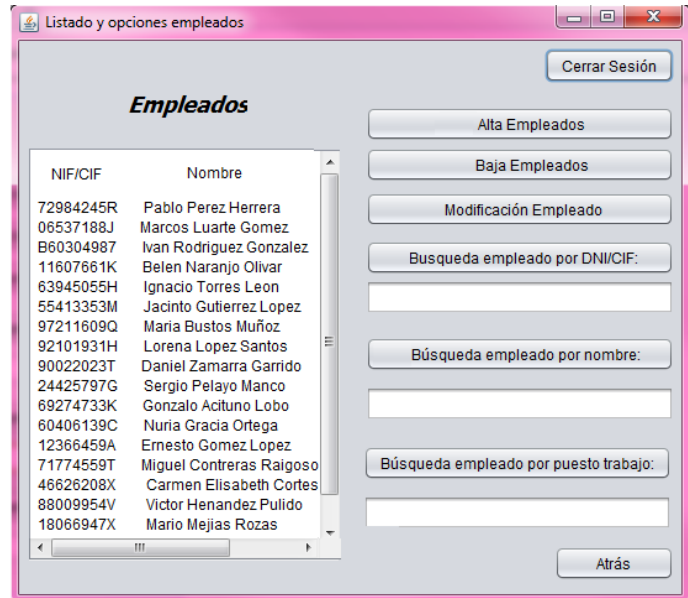 Listado y opciones empleados
Cerrar Sesión
Empleados
NIF/CIF Nombre
72984245R Pablo Perez Herrera
06537188J Marcos Luarte Gomez
B60304987 Ivan Rodriguez Gonzalez
11607661K Belen Naranjo Olivar
63945055H Ignacio Torres Leon
55413353M Jacinto Gutierrez Lopez
97211609Q Maria Bustos Muñoz
92101931H Lorena Lopez Santos
90022023T Daniel Zamarra Garrido
24425797G Sergio Pelayo Manco
69274733K Gonzalo Acituno Lobo
60406139C Nuria Gracia Ortega
12366459A Ernesto Gomez Lopez
71774559T Miguel Contreras Raigoso
46626208X Carmen Elisabeth Cortes
88009954V Victor Henandez Pulido
18066947X Mario Mejias Rozas
Alta Empleados
Baja Empleados
Modificación Empleado
Busqueda empleado por DNI/CIF:
Búsqueda empleado por nombre:
Búsqueda empleado por puesto trabajo:
Atrás